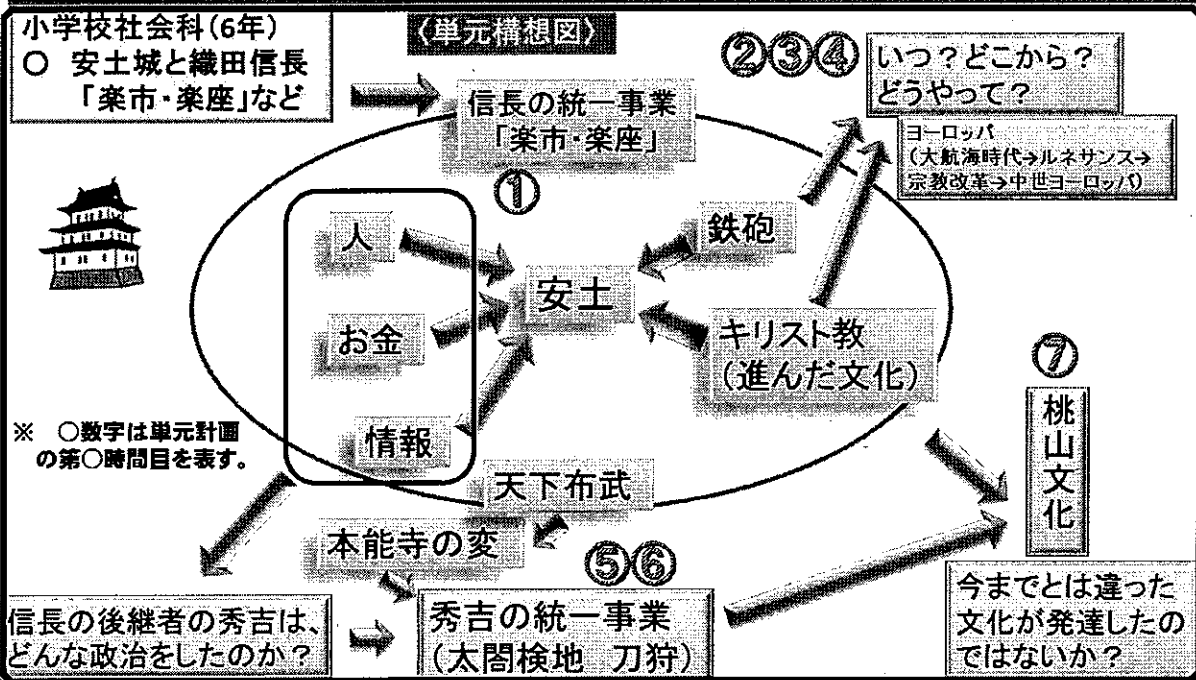 小学校社会科(6年)
○ 安土城と織田信長
「楽市・楽座」など
〈単元構想図〉
信長の統一事業
「楽市・楽座」
①
②③④
いつ?どこから?
どうやって?
ヨーロッパ
(大航海時代→ルネサンス→
宗教改革→中世ヨーロッパ)
人
お金
情報
安土
鉄砲
キリスト教
(進んだ文化)
※ ○数字は単元計画
の第○時間目を表す。
天下布武
本能寺の変
⑤⑥
信長の後継者の秀吉は、
どんな政治をしたのか?
秀吉の統一事業
(太閤検地 刀狩)
⑦
桃山文化
今までとは違った
文化が発達したの
ではないか?